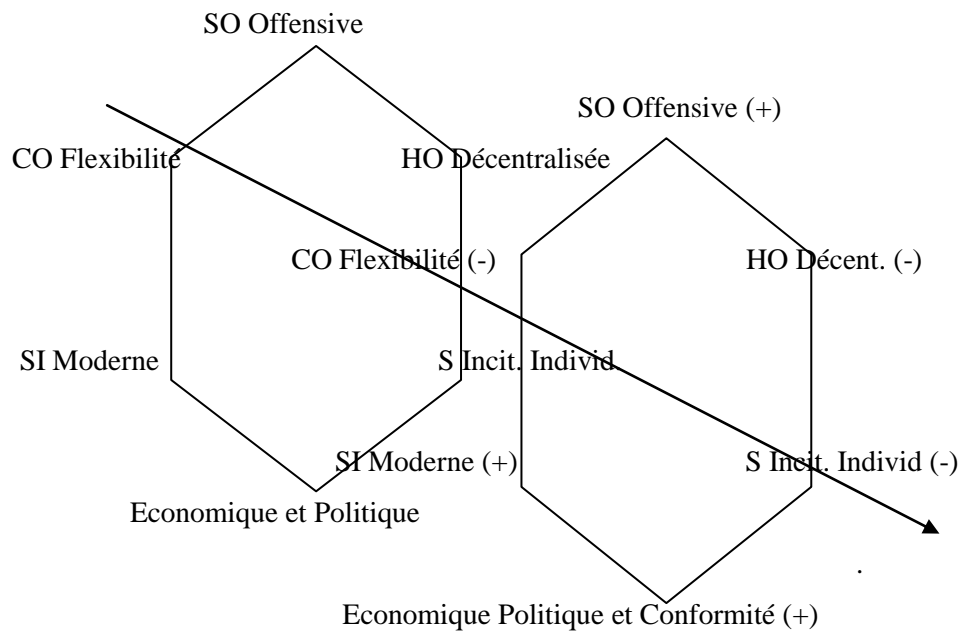 SO Offensive
SO Offensive (+)
CO Flexibilité
HO Décentralisée
CO Flexibilité (-)
HO Décent. (-)
SI Moderne
S Incit. Individ.
SI Moderne (+)
S Incit. Individ (-)
Economique et Politique
.
Economique Politique et Conformité (+)